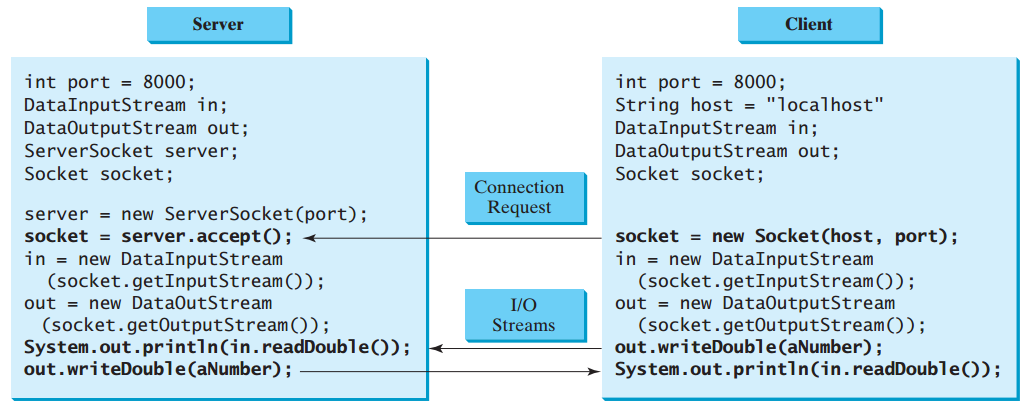 Server
int port = 8000;
DataInputStream in;
DataOutputStream out;
ServerSocket server;
Socket socket;
server = new ServerSocket(port);
socket = server.accept();
in = new DataInputStream
(socket.getInputStream());
out = new DataOutStream
(socket.getOutputStream());
System.out.println(in.readDouble());
out.writeDouble(aNumber);
Connection
Request
I/O
Streams
Client
int port = 8000;
String host = "localhost"
DataInputStream in;
DataOutputStream out;
Socket socket;
socket = new Socket(host, port);
in = new DataInputStream
(socket.getInputStream());
out = new DataOutputStream
(socket.getOutputStream());
out.writeDouble(aNumber);
System.out.println(in.readDouble());